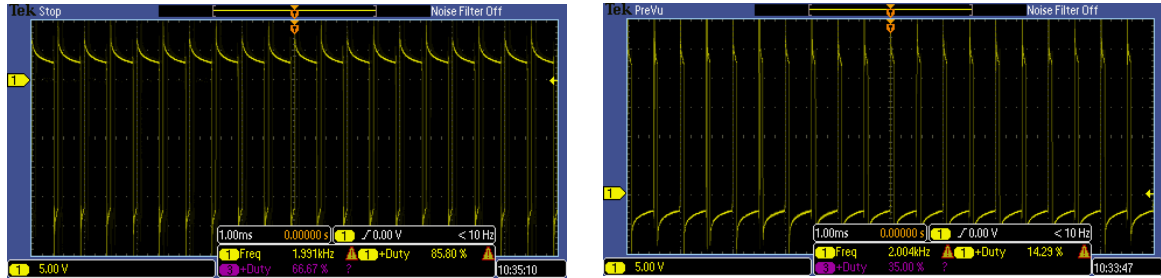 Tek Stop
Noise Filter Off
T
T
1
1.00ms 0.00000 s
1 0.00 V < 10 Hz
1 Freq 1.991kHz 1 +Duty 85.80 %
3 +Duty 66.67 % ?
1 5.00 V
10:35:10
Tek PreVu
Noise Filter Off
T
T
1
1.00ms 0.00000 s
1 0.00 V < 10 Hz
1 Freq 2.004kHz 1 +Duty 14.29 %
3 +Duty 35.00 % ?
1 5.00 V
10:33:47